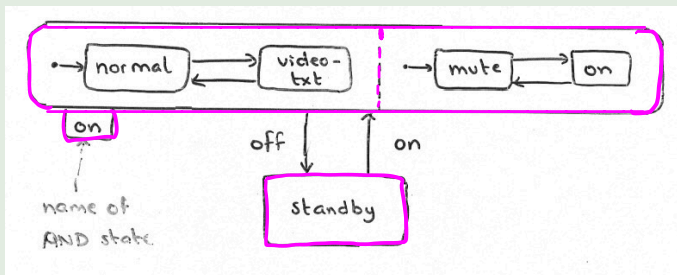 normal
video-
txt
mute
on
on
off
on
standby
name of
AND state